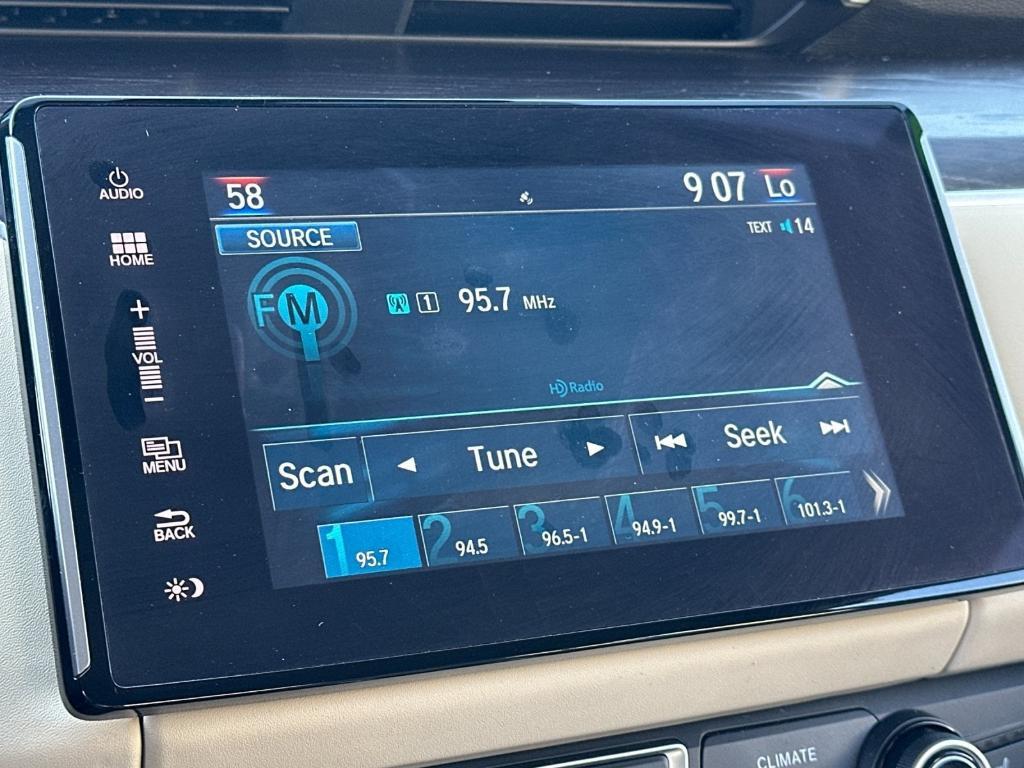 AUDIO
58 9 07 Lo
SOURCE
TEXT 14
HOME
FM
1 95.7 MHz
+
VOL
−
HD Radio
MENU
Scan Tune Seek
BACK
1 95.7 2 94.5 3 96.5-1 4 94.9-1 5 99.7-1 6 101.3-1
CLIMATE